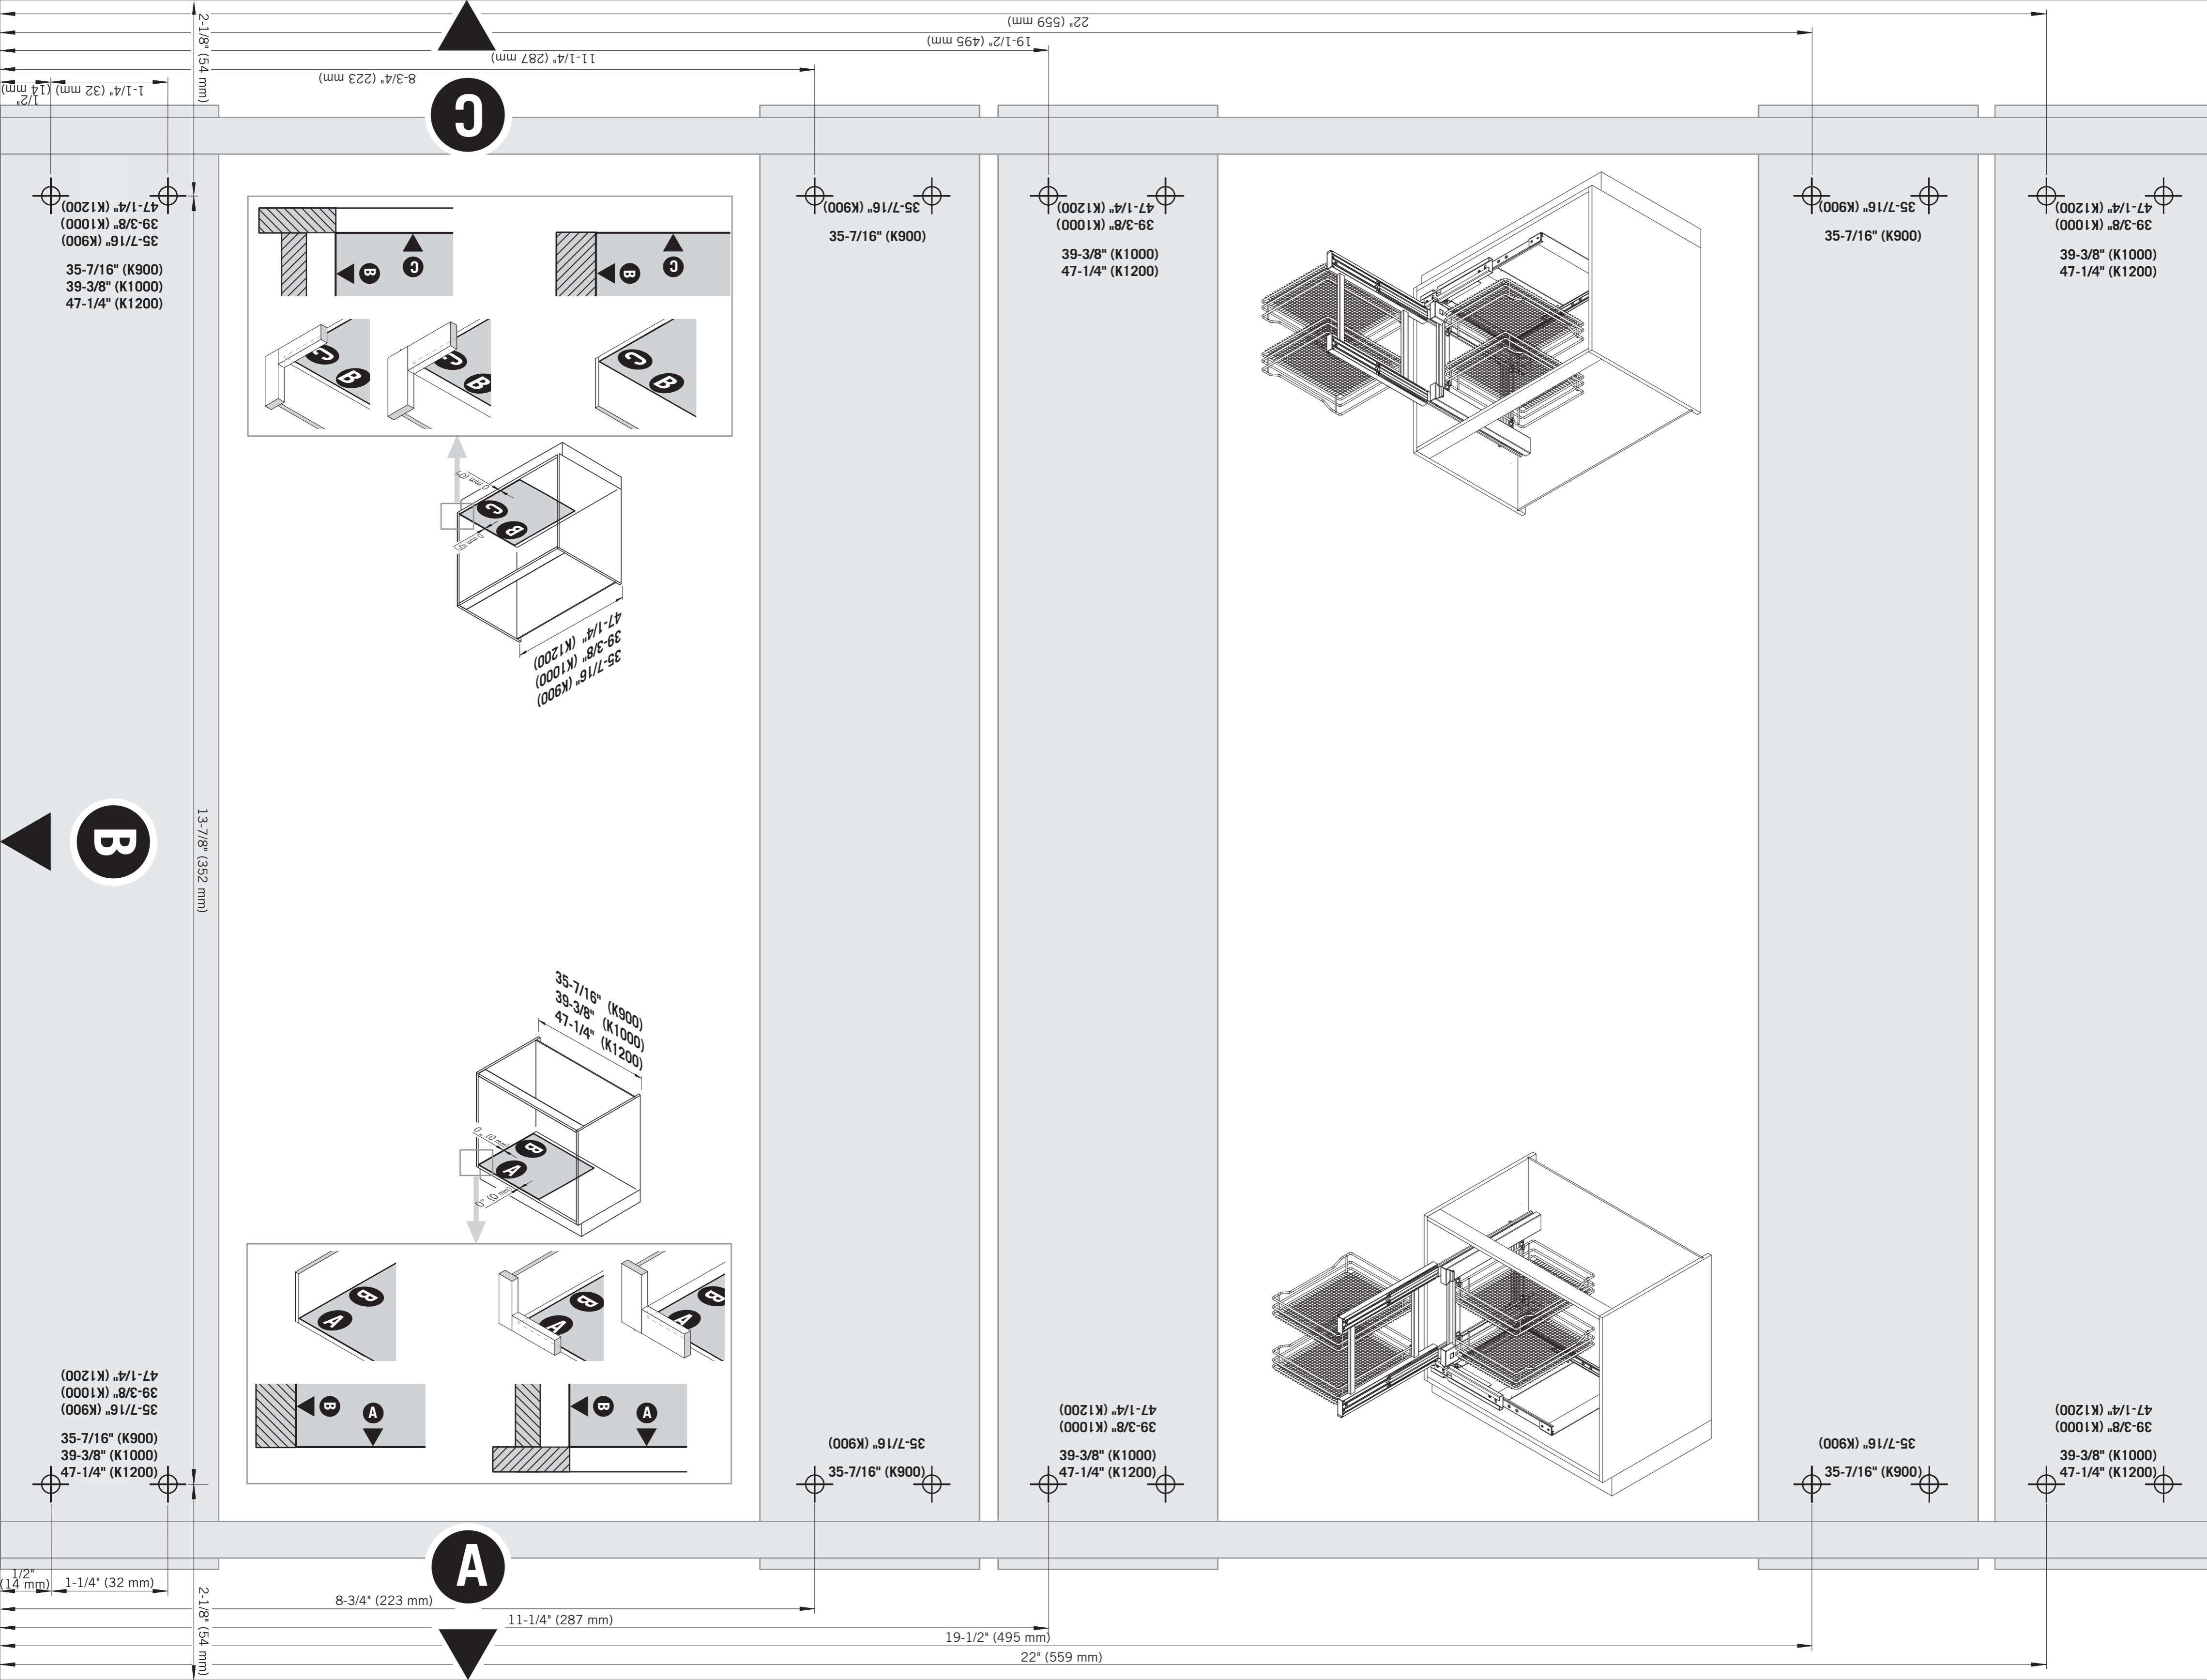 22" (559 mm)
19-1/2" (495 mm)
11-1/4" (287 mm)
8-3/4" (223 mm)
1-1/4" (32 mm)
1/2"
(14 mm)
2-1/8" (54 mm)
C
47-1/4" (K1200)
39-3/8" (K1000)
35-7/16" (K900)
35-7/16" (K900)
39-3/8" (K1000)
47-1/4" (K1200)
35-7/16" (K900)
35-7/16" (K900)
47-1/4" (K1200)
39-3/8" (K1000)
39-3/8" (K1000)
47-1/4" (K1200)
35-7/16" (K900)
35-7/16" (K900)
47-1/4" (K1200)
39-3/8" (K1000)
39-3/8" (K1000)
47-1/4" (K1200)
B
C
B
C
C
B
C
B
C
B
C
B
47-1/4" (K1200)
39-3/8" (K1000)
35-7/16" (K900)
B
13-7/8" (352 mm)
35-7/16" (K900)
39-3/8" (K1000)
47-1/4" (K1200)
0" (0 mm)
B
A
0" (0 mm
B
A
B
A
B
A
B
A
B
A
47-1/4" (K1200)
39-3/8" (K1000)
35-7/16" (K900)
35-7/16" (K900)
39-3/8" (K1000)
47-1/4" (K1200)
35-7/16" (K900)
35-7/16" (K900)
47-1/4" (K1200)
39-3/8" (K1000)
39-3/8" (K1000)
47-1/4" (K1200)
35-7/16" (K900)
35-7/16" (K900)
47-1/4" (K1200)
39-3/8" (K1000)
39-3/8" (K1000)
47-1/4" (K1200)
A
1/2"
(14 mm)
1-1/4" (32 mm)
2-1/8" (54 mm)
8-3/4" (223 mm)
11-1/4" (287 mm)
19-1/2" (495 mm)
22" (559 mm)